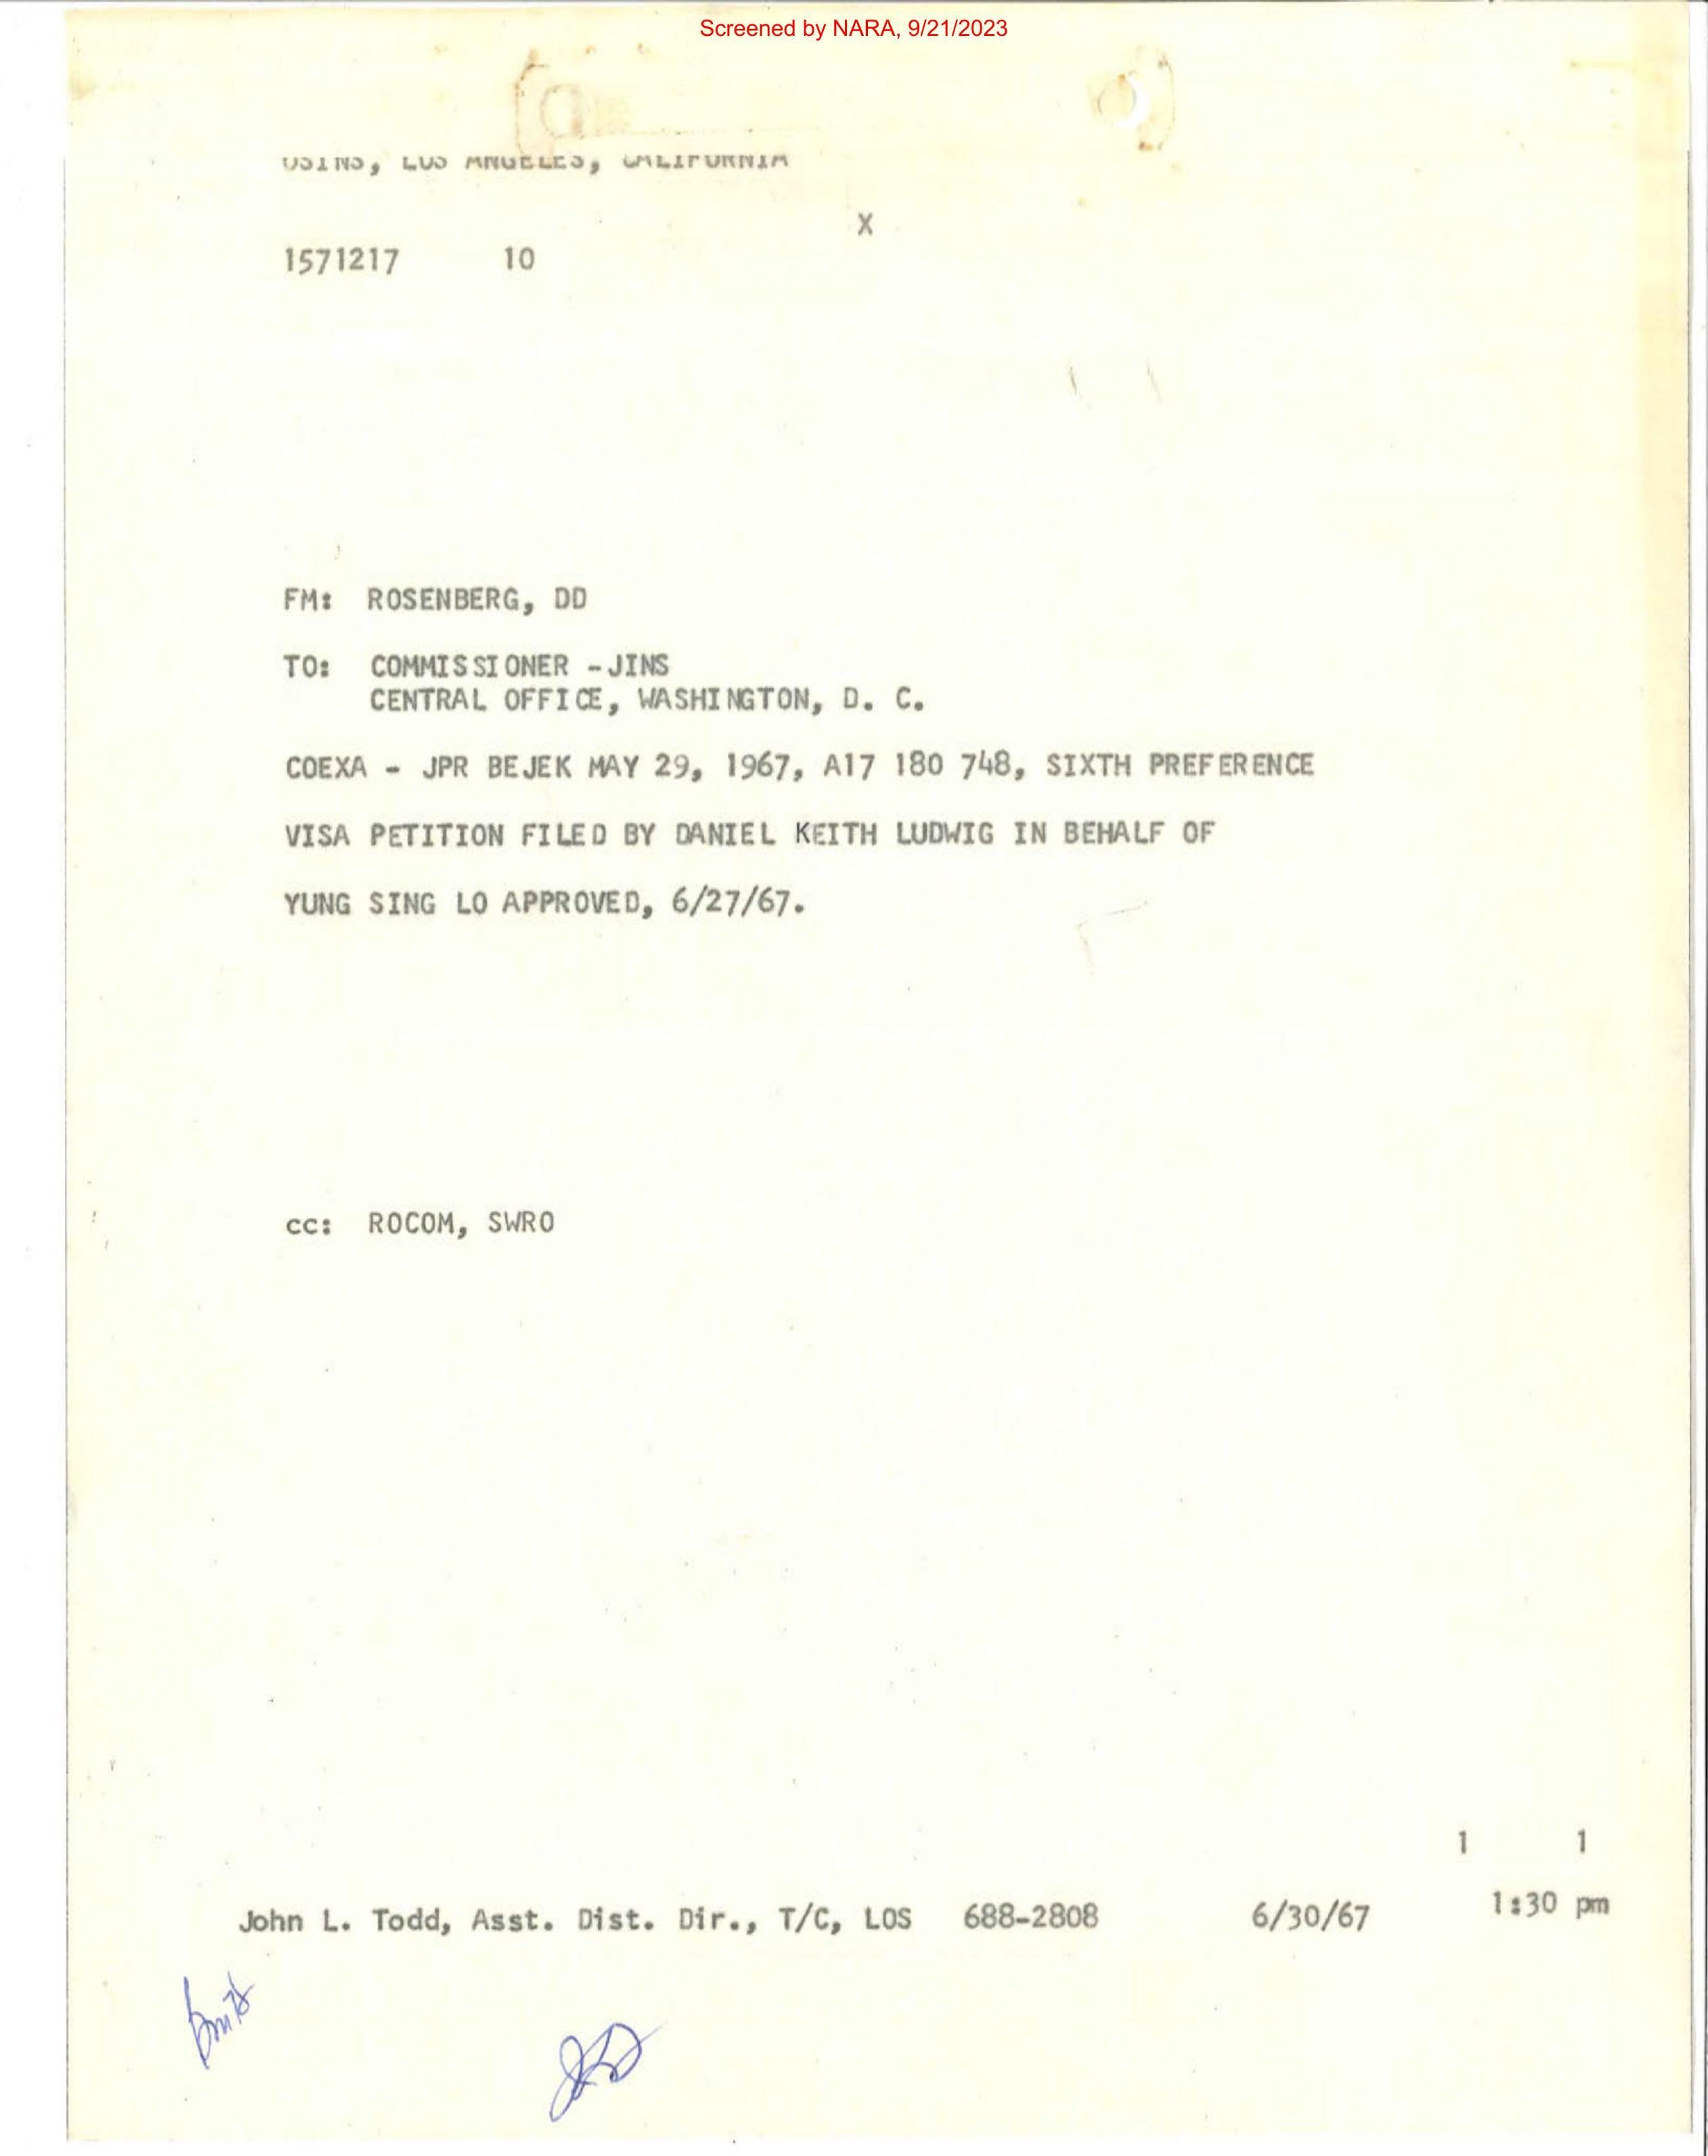 Screened by NARA, 9/21/2023
USINS, LOS ANGELES, CALIFORNIA
X
1571217 10
FM: ROSENBERG, DD
TO: COMMISSIONER -JINS
CENTRAL OFFICE, WASHINGTON, D. C.
COEXA - JPR BEJEK MAY 29, 1967, A17 180 748, SIXTH PREFERENCE
VISA PETITION FILED BY DANIEL KEITH LUDWIG IN BEHALF OF
YUNG SING LO APPROVED, 6/27/67.
cc: ROCOM, SWRO
1 1
John L. Todd, Asst. Dist. Dir., T/C, LOS 688-2808 6/30/67 1:30 pm